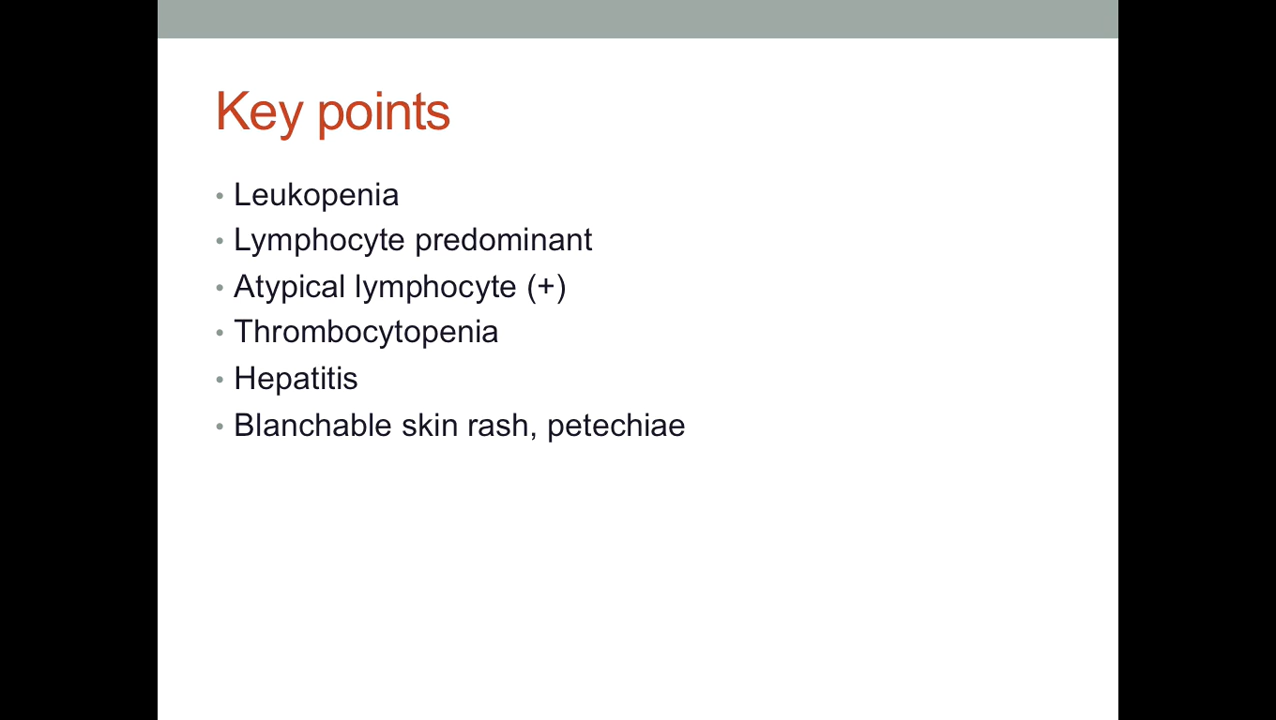 Key points
• Leukopenia
• Lymphocyte predominant
• Atypical lymphocyte (+)
• Thrombocytopenia
• Hepatitis
• Blanchable skin rash, petechiae